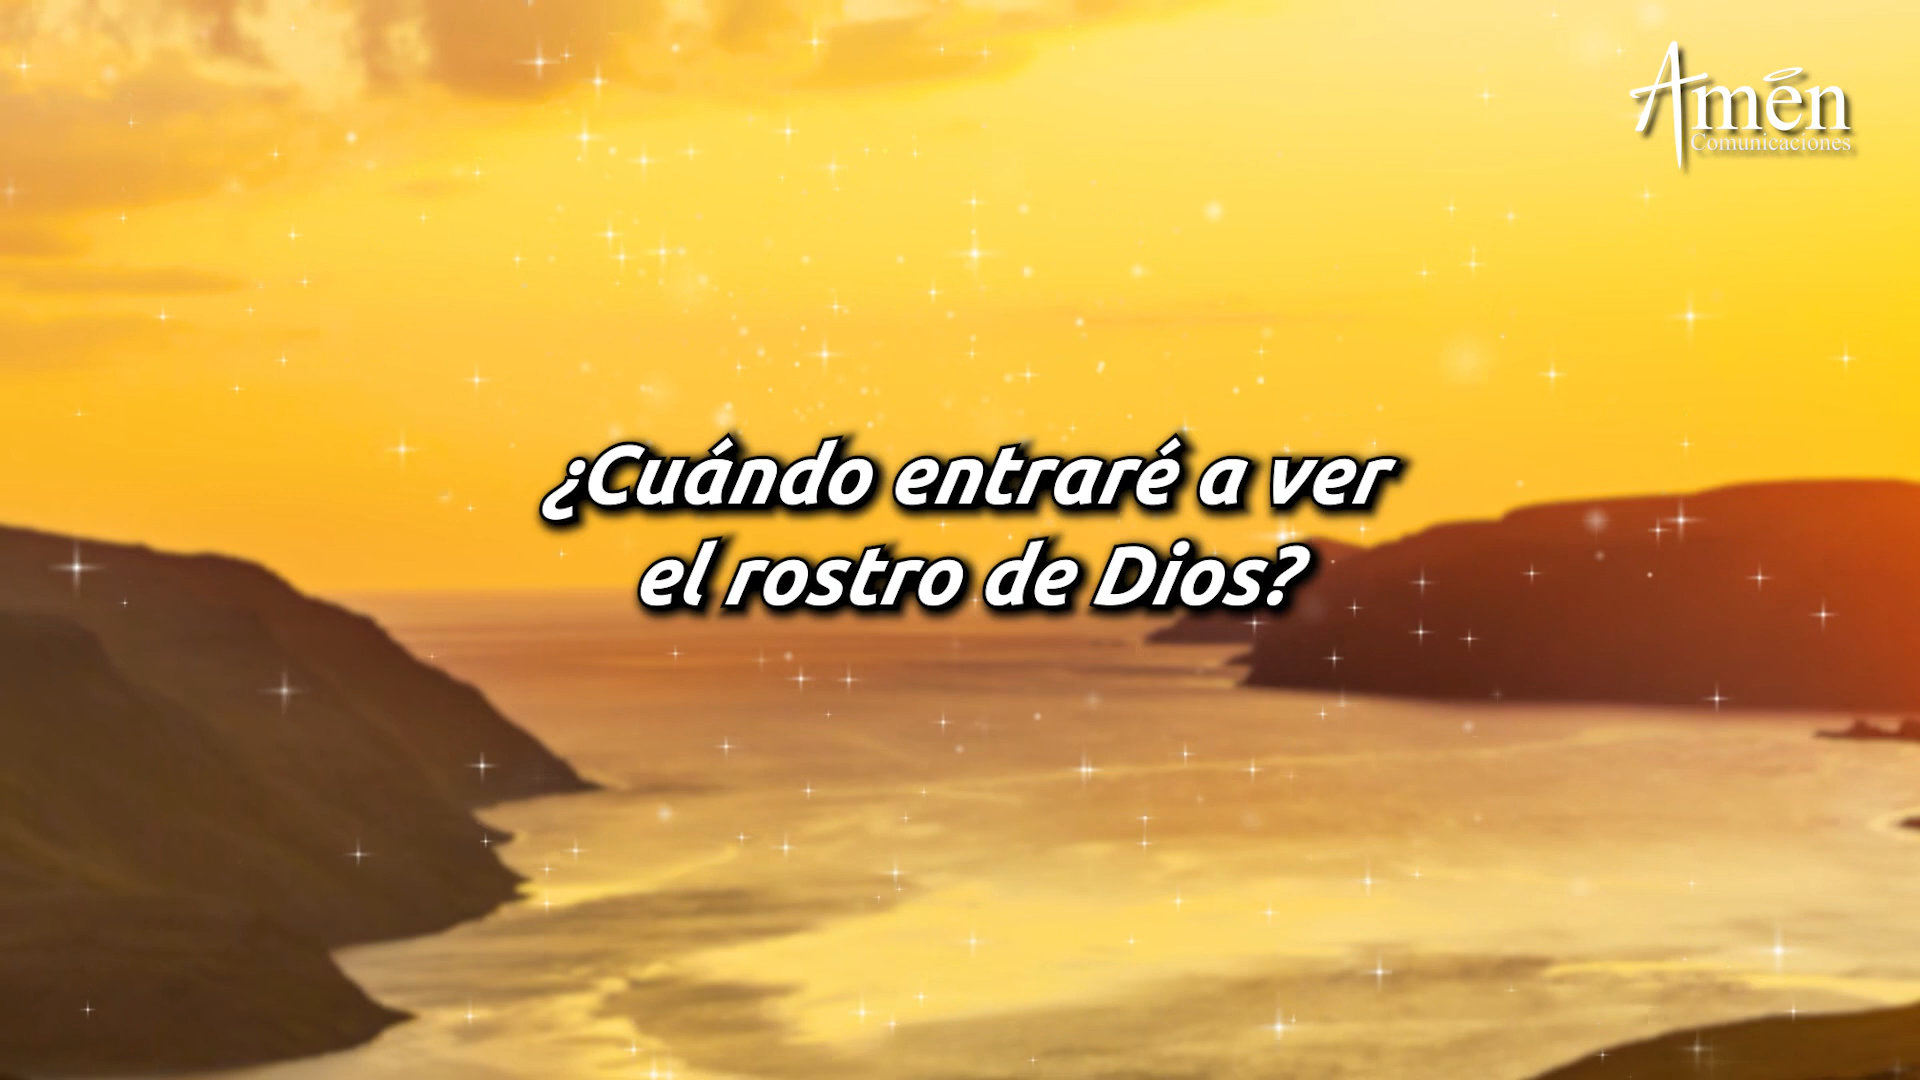 Amén
Comunicaciones
¿Cuándo entraré a ver
el rostro de Dios?